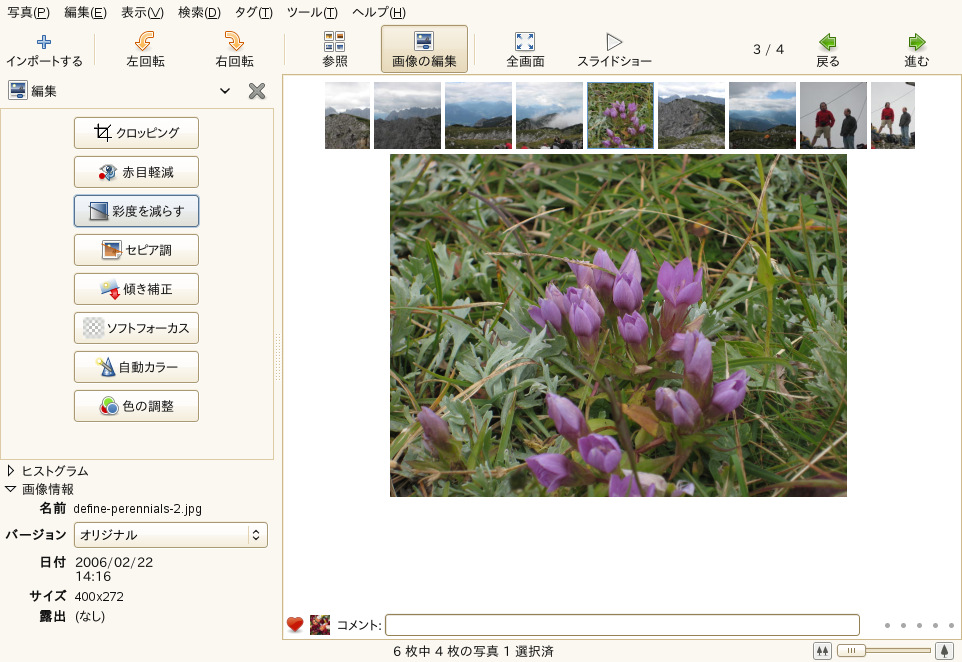 写真(P) 編集(E) 表示(V) 検索(D) タグ(T) ツール(T) ヘルプ(H)
インポートする 左回転 右回転 参照 画像の編集 全画面 スライドショー 3 / 4 戻る 進む
編集
クロッピング
赤目軽減
彩度を減らす
セピア調
傾き補正
ソフトフォーカス
自動カラー
色の調整
ヒストグラム
画像情報
名前 define-perennials-2.jpg
バージョン オリジナル
日付 2006/02/22
14:16
サイズ 400x272
露出 (なし)
コメント:
6 枚中 4 枚の写真 1 選択済